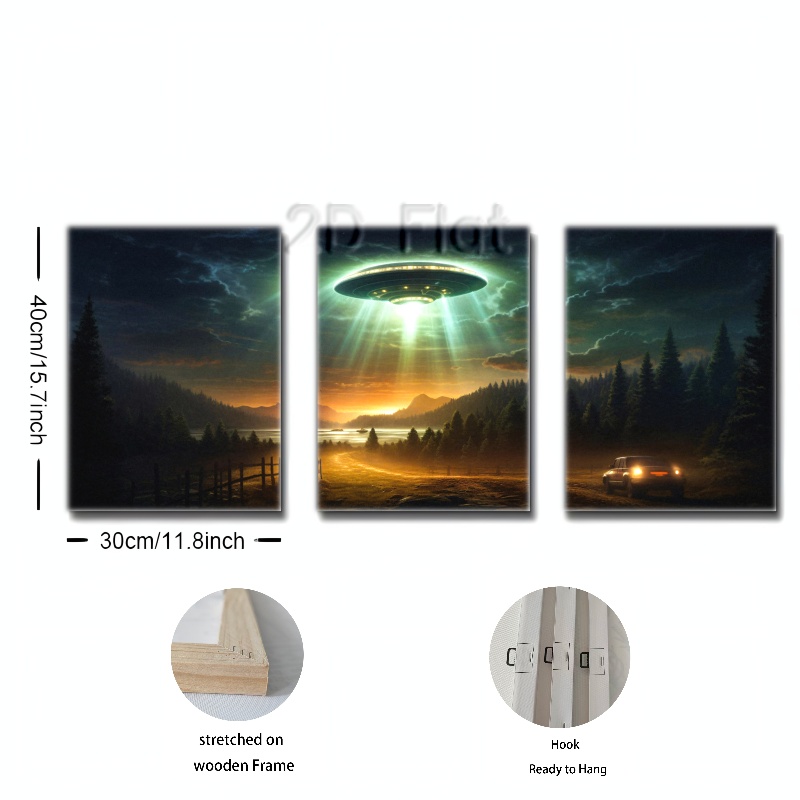 2D Flat
40cm/15.7inch
30cm/11.8inch
stretched on
wooden Frame
Hook
Ready to Hang